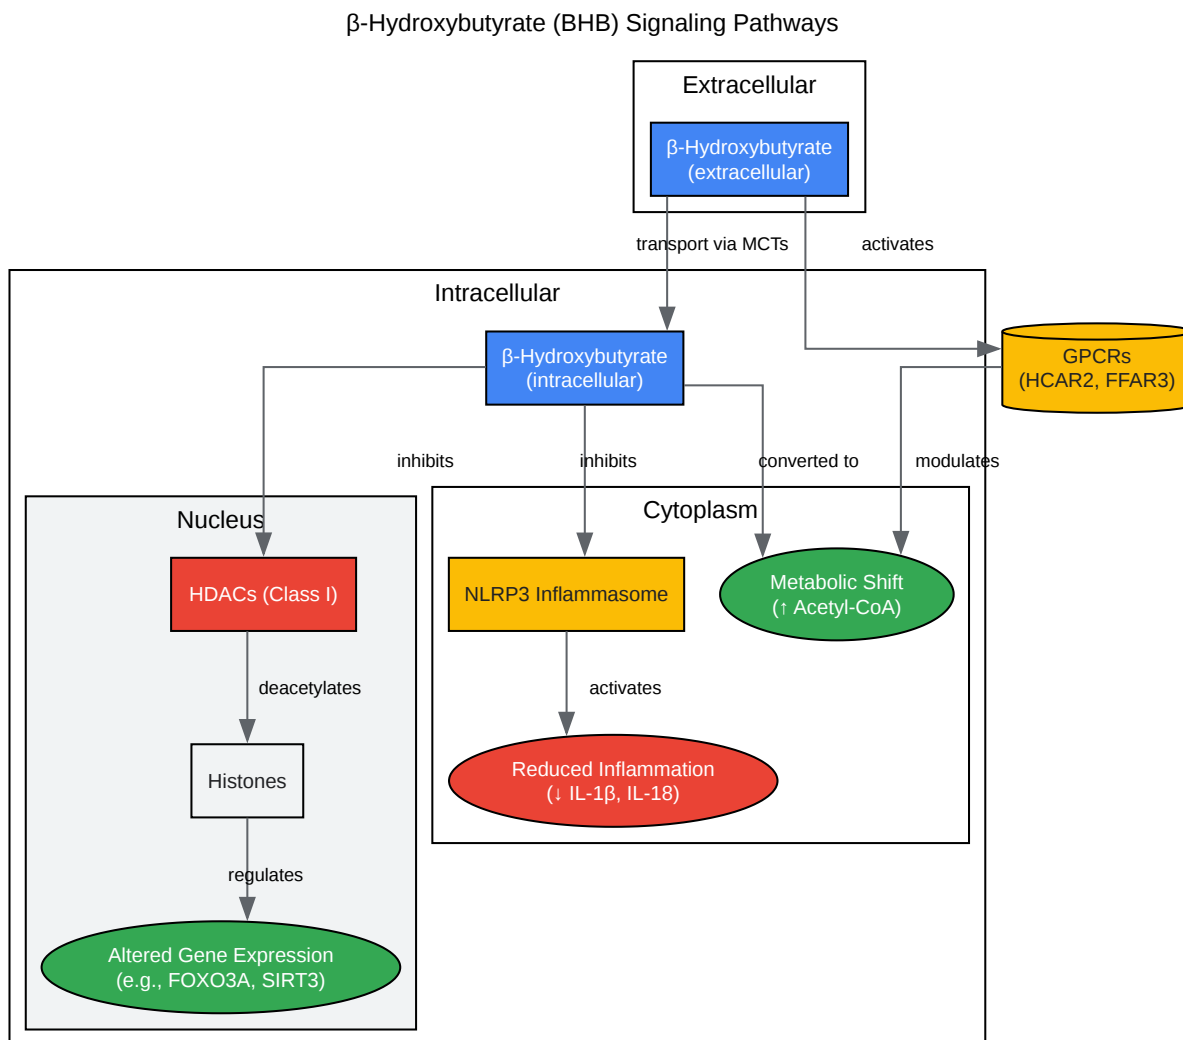 β-Hydroxybutyrate (BHB) Signaling Pathways
Extracellular
β-Hydroxybutyrate
(extracellular)
transport via MCTs
activates
Intracellular
β-Hydroxybutyrate
(intracellular)
GPCRs
(HCAR2, FFAR3)
inhibits
inhibits
converted to
modulates
Nucleus
Cytoplasm
HDACs (Class I)
NLRP3 Inflammasome
Metabolic Shift
(↑ Acetyl-CoA)
deacetylates
activates
Histones
Reduced Inflammation
(↓ IL-1β, IL-18)
regulates
Altered Gene Expression
(e.g., FOXO3A, SIRT3)